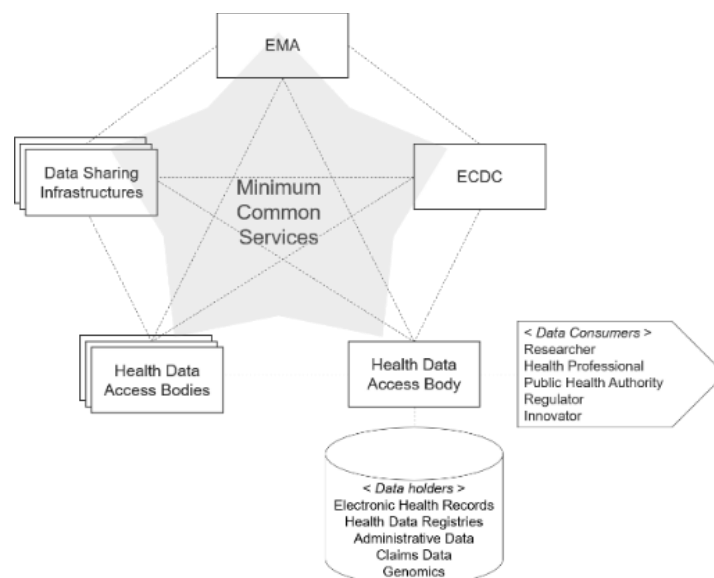 EMA
Data Sharing
Infrastructures
ECDC
Minimum
Common
Services
Health Data
Access Bodies
Health Data
Access Body
< Data Consumers >
Researcher
Health Professional
Public Health Authority
Regulator
Innovator
< Data holders >
Electronic Health Records
Health Data Registries
Administrative Data
Claims Data
Genomics